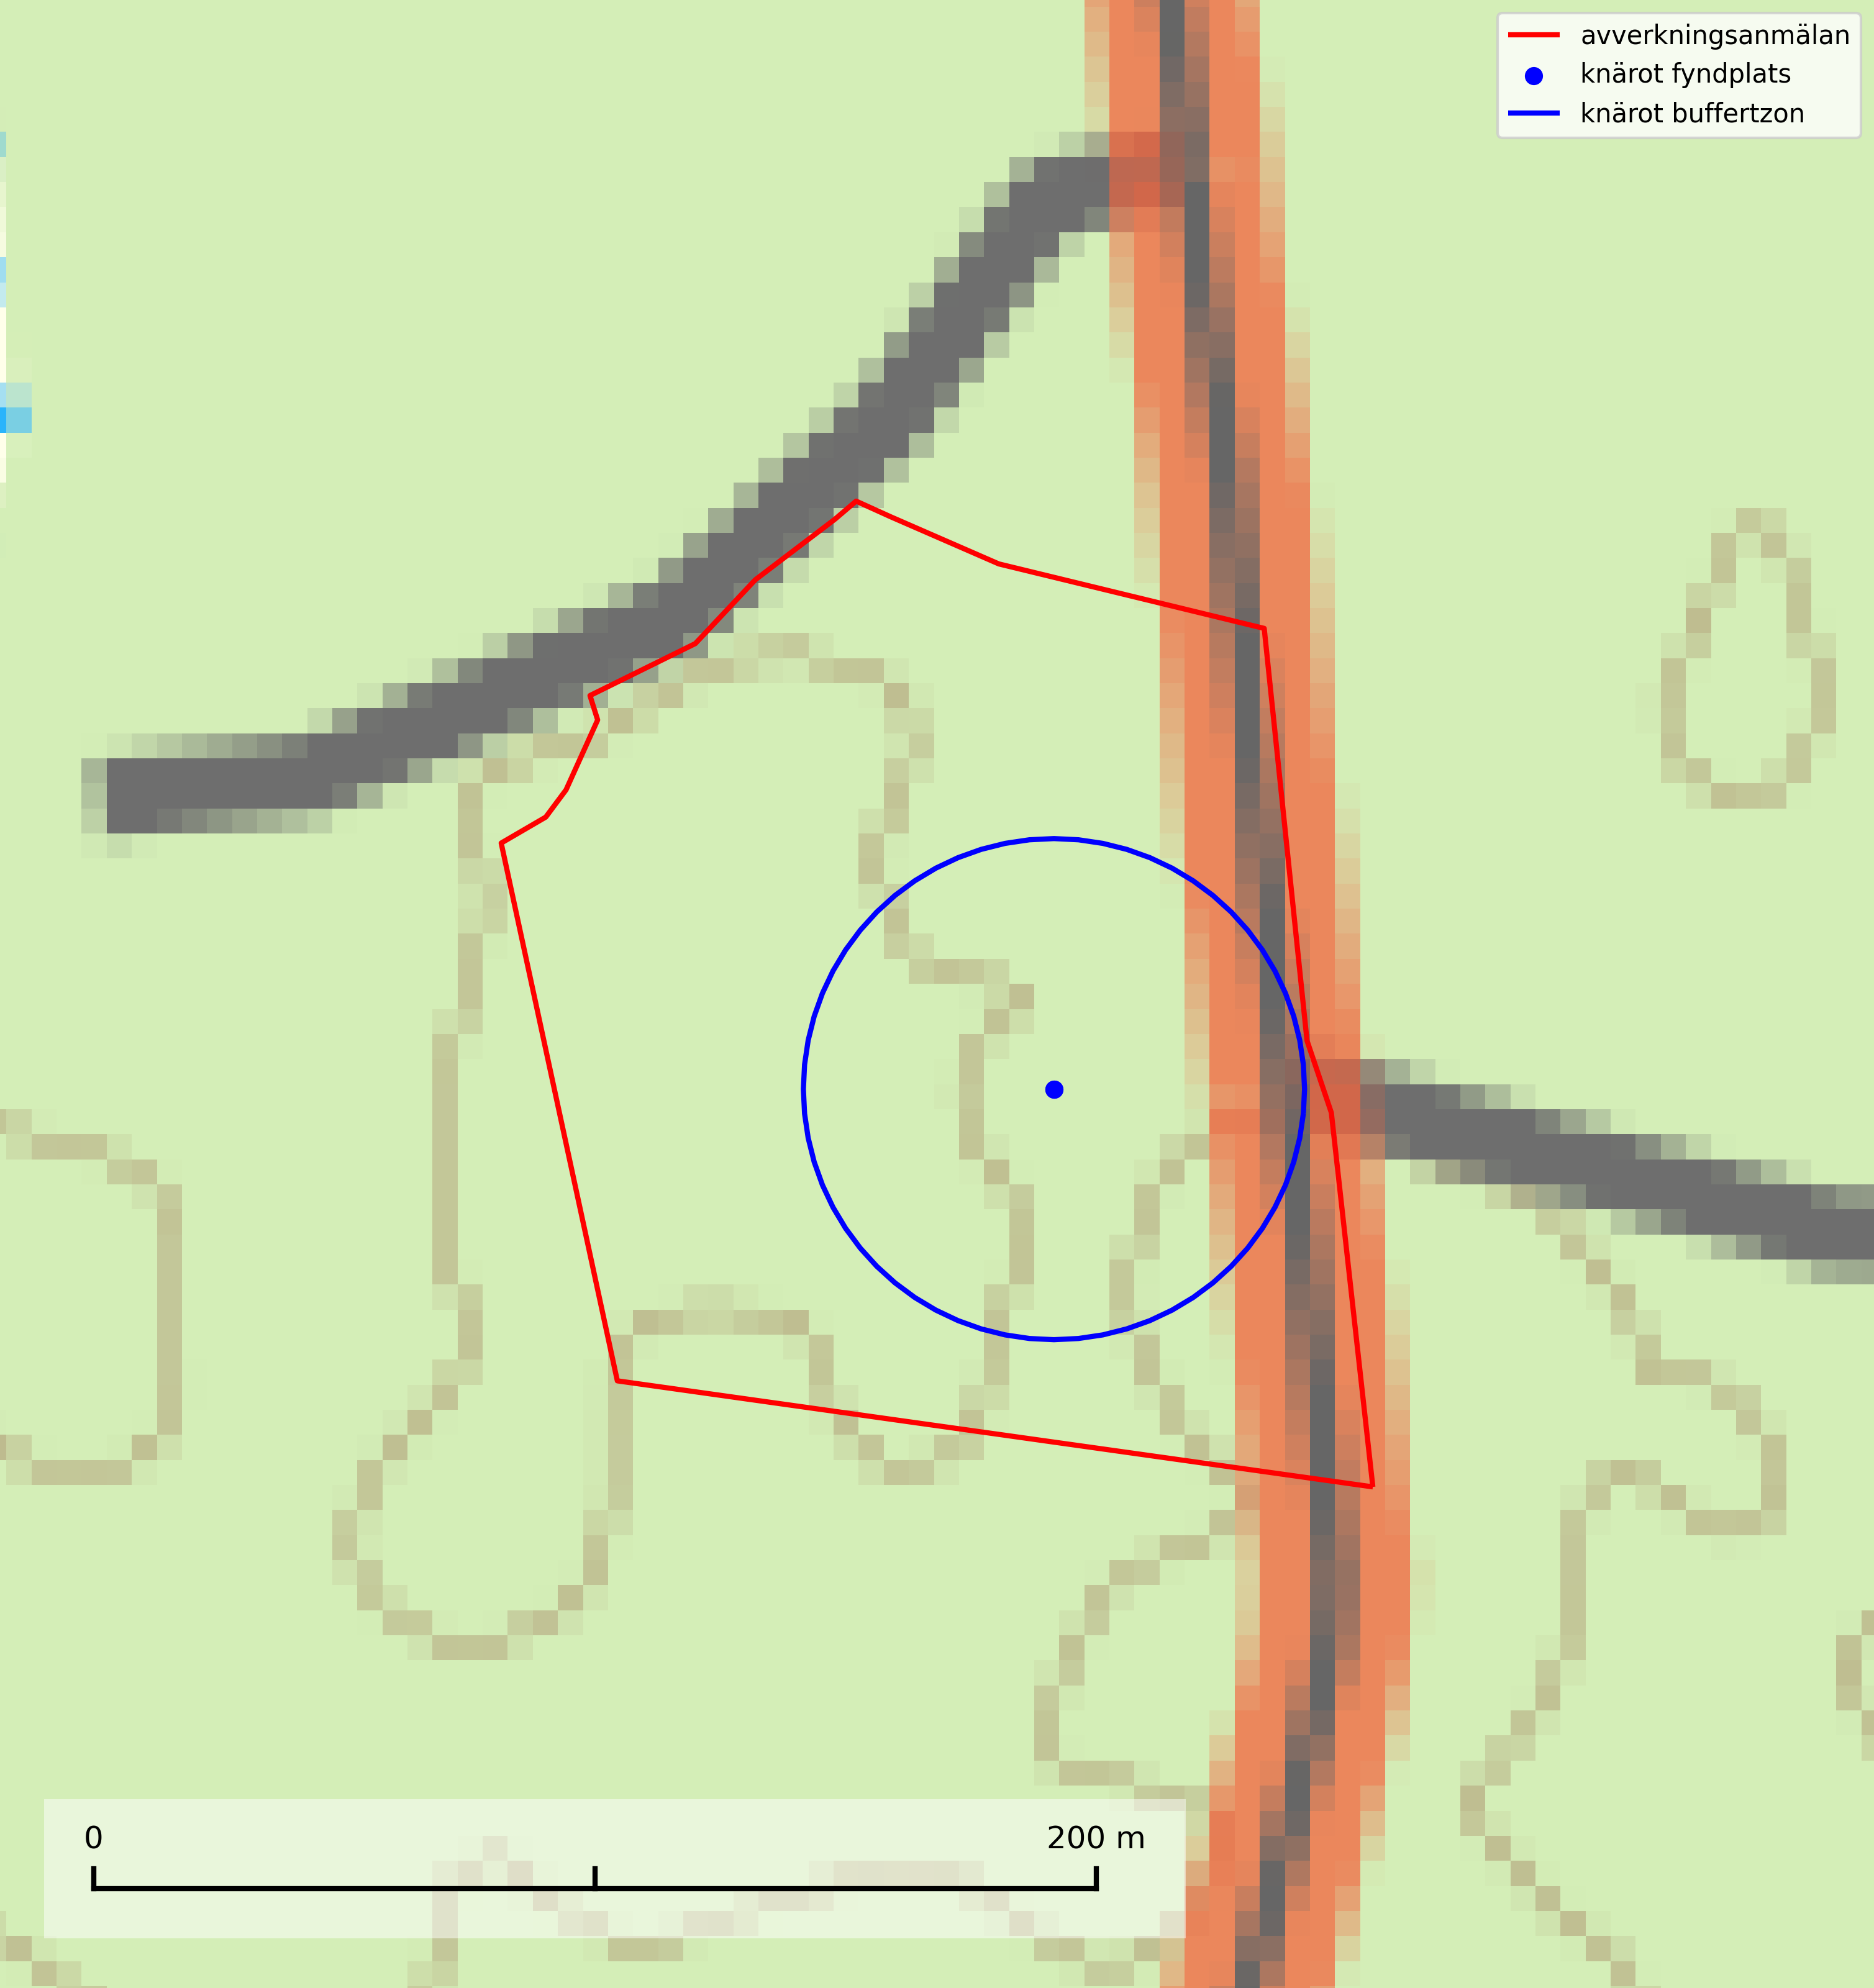 avverkningsanmälan
knärot fyndplats
knärot buffertzon
0
200 m